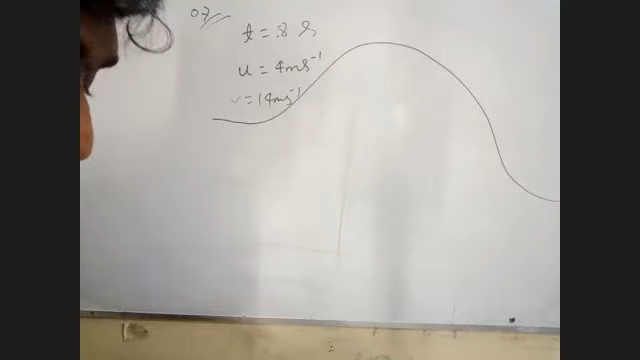 07
t = 8 s
u = 4ms⁻¹
v = 14ms⁻¹